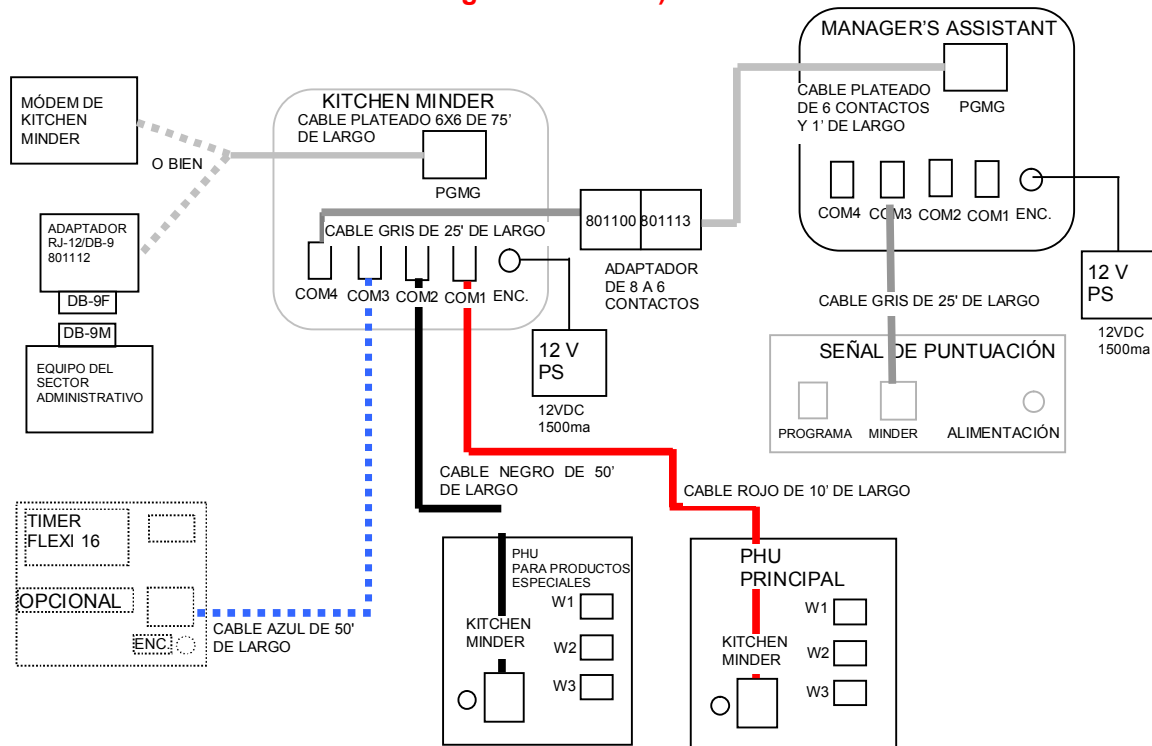 MANAGER'S ASSISTANT
CABLE PLATEADO
DE 6 CONTACTOS
Y 1' DE LARGO
PGMG
COM4
COM3
COM2
COM1
ENC.
12 V
PS
12VDC
1500ma
MÓDEM DE
KITCHEN
MINDER
O BIEN
KITCHEN MINDER
CABLE PLATEADO 6X6 DE 75'
DE LARGO
PGMG
CABLE GRIS DE 25' DE LARGO
COM4
COM3
COM2
COM1
ENC.
801100
801113
ADAPTADOR
DE 8 A 6
CONTACTOS
12 V
PS
12VDC
1500ma
ADAPTADOR
RJ-12/DB-9
801112
DB-9F
DB-9M
EQUIPO DEL
SECTOR
ADMINISTRATIVO
CABLE GRIS DE 25' DE LARGO
SEÑAL DE PUNTUACIÓN
PROGRAMA
MINDER
ALIMENTACIÓN
CABLE NEGRO DE 50'
DE LARGO
CABLE ROJO DE 10' DE LARGO
TIMER
FLEXI 16
OPCIONAL
ENC.
CABLE AZUL DE 50'
DE LARGO
PHU
PARA PRODUCTOS
ESPECIALES
W1
W2
W3
KITCHEN
MINDER
PHU
PRINCIPAL
W1
W2
W3
KITCHEN
MINDER